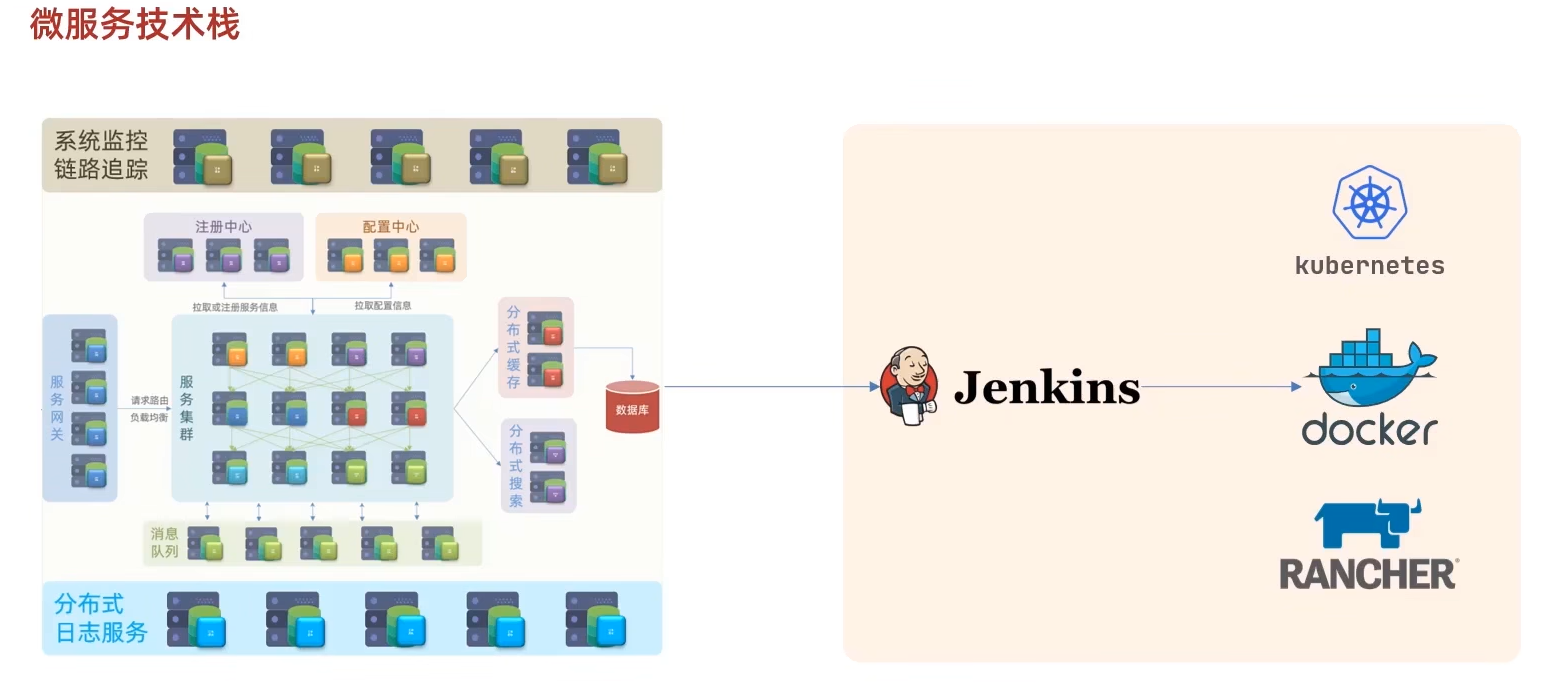 微服务技术栈
系统监控
链路追踪
注册中心
配置中心
拉取或注册服务信息
拉取配置信息
服务网关
请求路由
负载均衡
服务集群
分布式缓存
数据库
分布式搜索
消息
队列
分布式
日志服务
Jenkins
kubernetes
docker
RANCHER